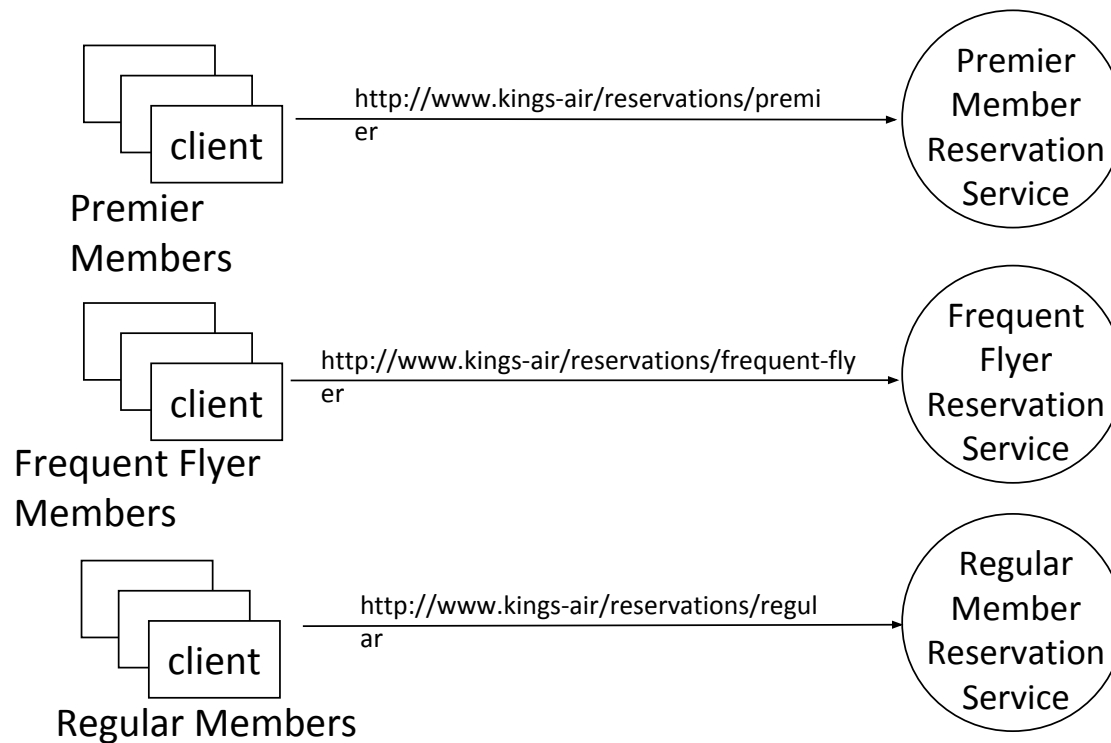 client
Premier
Members
http://www.kings-air/reservations/premi
er
Premier
Member
Reservation
Service
client
Frequent Flyer
Members
http://www.kings-air/reservations/frequent-fly
er
Frequent
Flyer
Reservation
Service
client
Regular Members
http://www.kings-air/reservations/regul
ar
Regular
Member
Reservation
Service